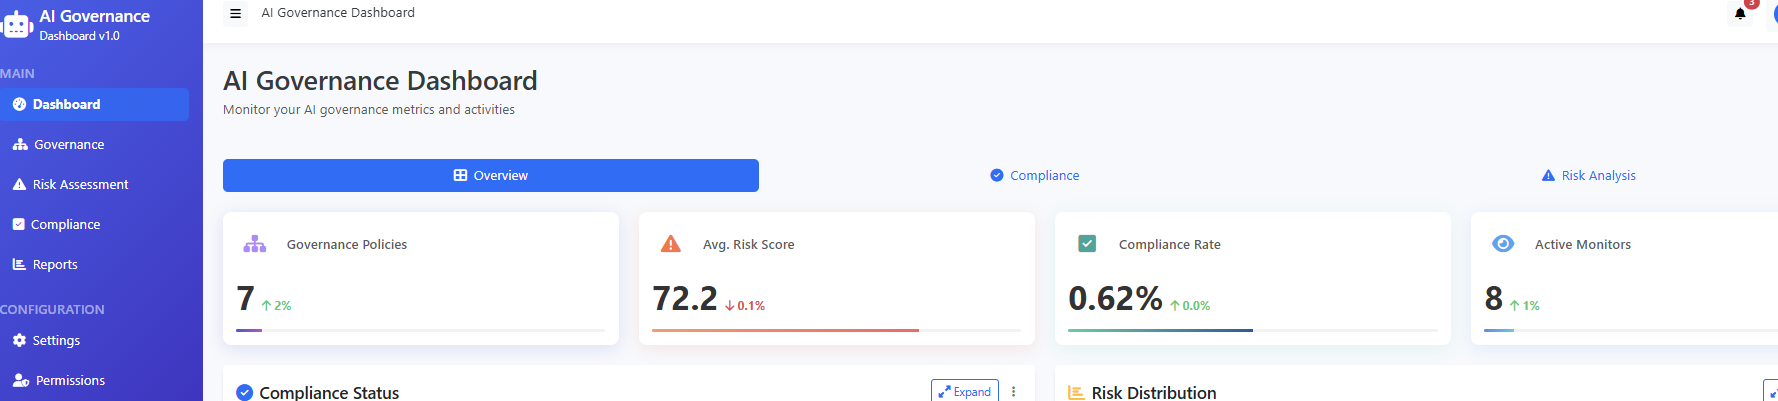 AI Governance
Dashboard v1.0
MAIN
Dashboard
Governance
Risk Assessment
Compliance
Reports
CONFIGURATION
Settings
Permissions
AI Governance Dashboard
3
AI Governance Dashboard
Monitor your AI governance metrics and activities
Overview
Compliance
Risk Analysis
Governance Policies
7 ↑ 2%
Avg. Risk Score
72.2 ↓ 0.1%
Compliance Rate
0.62% ↑ 0.0%
Active Monitors
8 ↑ 1%
Compliance Status
Expand
Risk Distribution